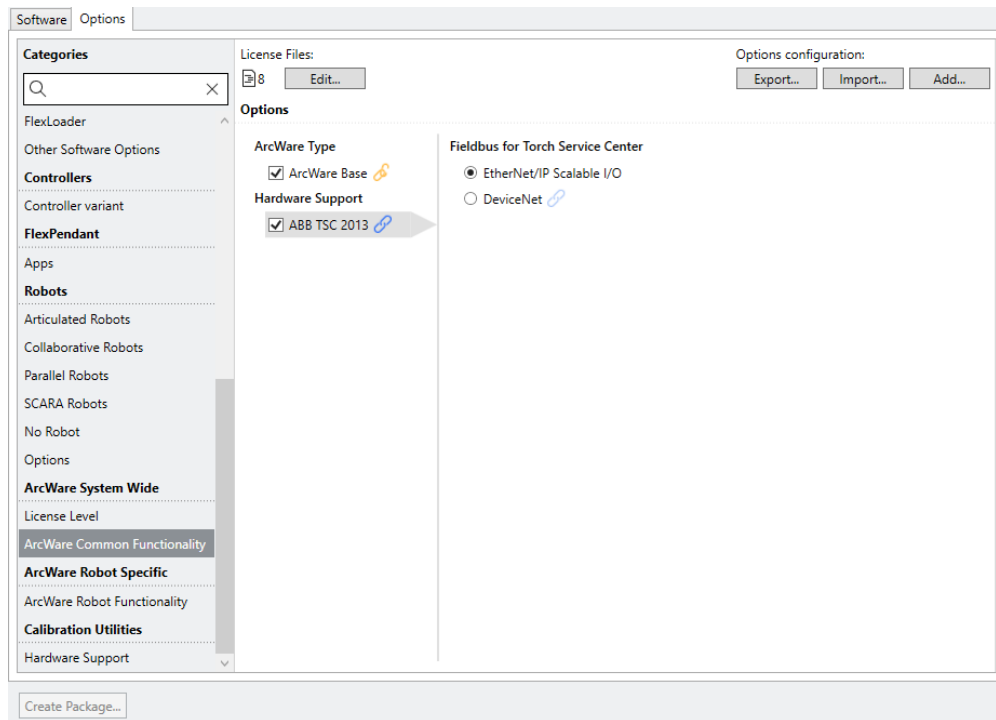 Software Options
Categories
FlexLoader
Other Software Options
Controllers
Controller variant
FlexPendant
Apps
Robots
Articulated Robots
Collaborative Robots
Parallel Robots
SCARA Robots
No Robot
Options
ArcWare System Wide
License Level
ArcWare Common Functionality
ArcWare Robot Specific
ArcWare Robot Functionality
Calibration Utilities
Hardware Support
License Files:
8 Edit...
Options configuration:
Export... Import... Add...
Options
ArcWare Type
ArcWare Base
Hardware Support
ABB TSC 2013
Fieldbus for Torch Service Center
EtherNet/IP Scalable I/O
DeviceNet
Create Package...